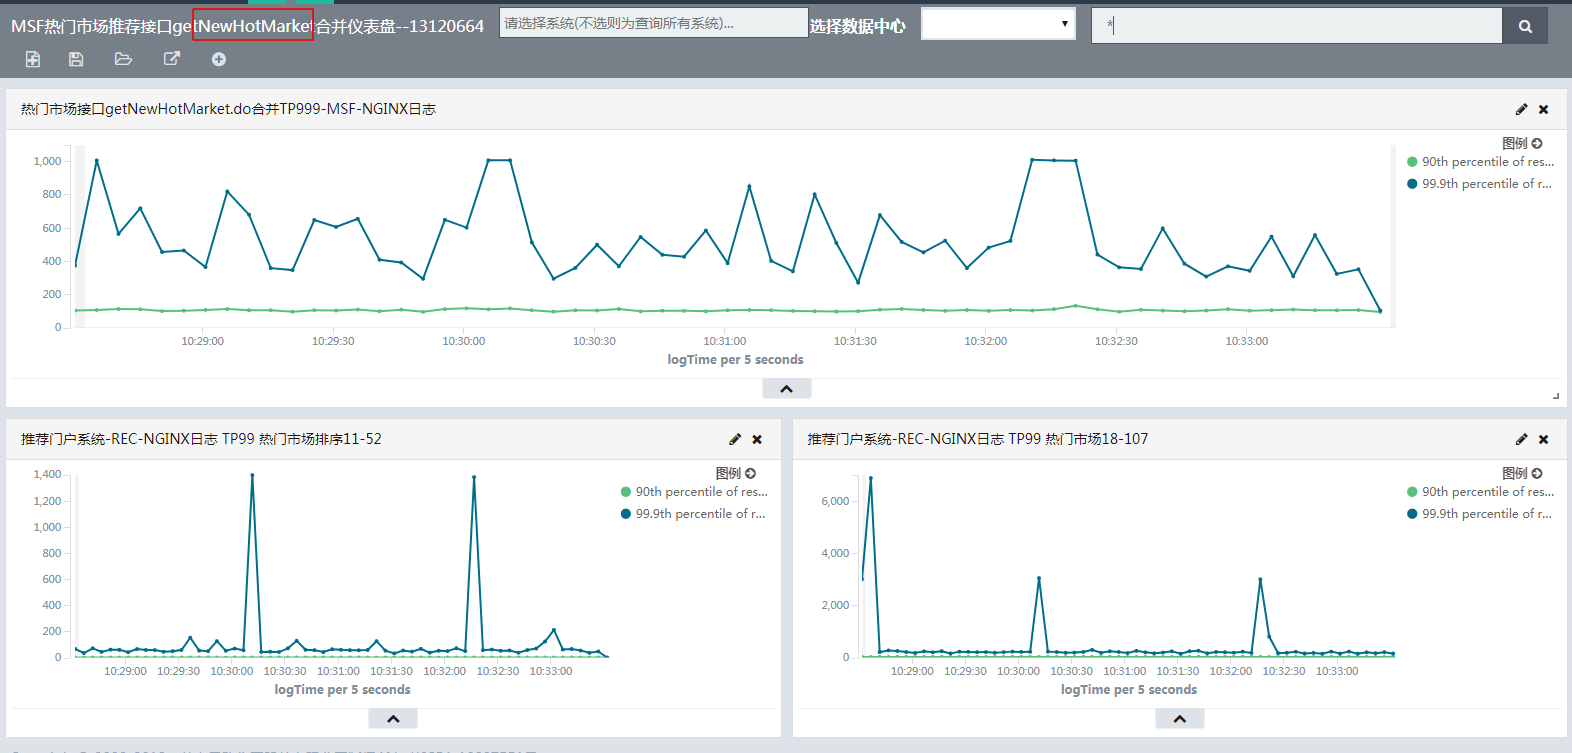 MSF热门市场推荐接口getNewHotMarket合并仪表盘--13120664
请选择系统(不选则为查询所有系统)...
选择数据中心
*
热门市场接口getNewHotMarket.do合并TP999-MSF-NGINX日志
图例
90th percentile of res...
99.9th percentile of r...
1,000
800
600
400
200
0
10:29:00 10:29:30 10:30:00 10:30:30 10:31:00 10:31:30 10:32:00 10:32:30 10:33:00
logTime per 5 seconds
推荐门户系统-REC-NGINX日志 TP99 热门市场排序11-52
图例
90th percentile of res...
99.9th percentile of r...
1,400
1,200
1,000
800
600
400
200
0
10:29:00 10:29:30 10:30:00 10:30:30 10:31:00 10:31:30 10:32:00 10:32:30 10:33:00
logTime per 5 seconds
推荐门户系统-REC-NGINX日志 TP99 热门市场18-107
图例
90th percentile of res...
99.9th percentile of r...
6,000
4,000
2,000
0
10:29:00 10:29:30 10:30:00 10:30:30 10:31:00 10:31:30 10:32:00 10:32:30 10:33:00
logTime per 5 seconds